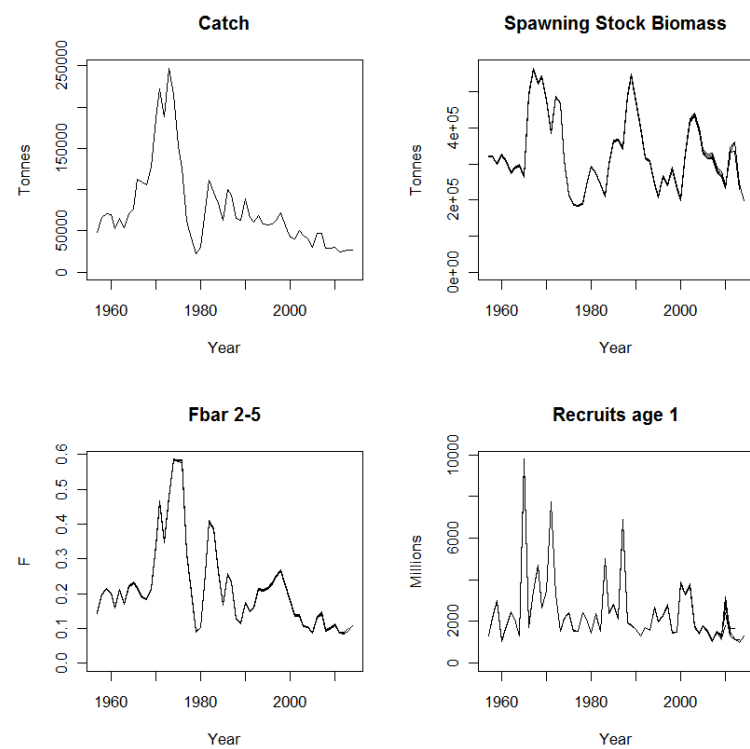 Catch
Tonnes
0
50000
150000
250000
1960
1980
2000
Year
Spawning Stock Biomass
Tonnes
0e+00
2e+05
4e+05
1960
1980
2000
Year
Fbar 2-5
F
0.0
0.1
0.2
0.3
0.4
0.5
0.6
1960
1980
2000
Year
Recruits age 1
Millions
0
2000
6000
10000
1960
1980
2000
Year